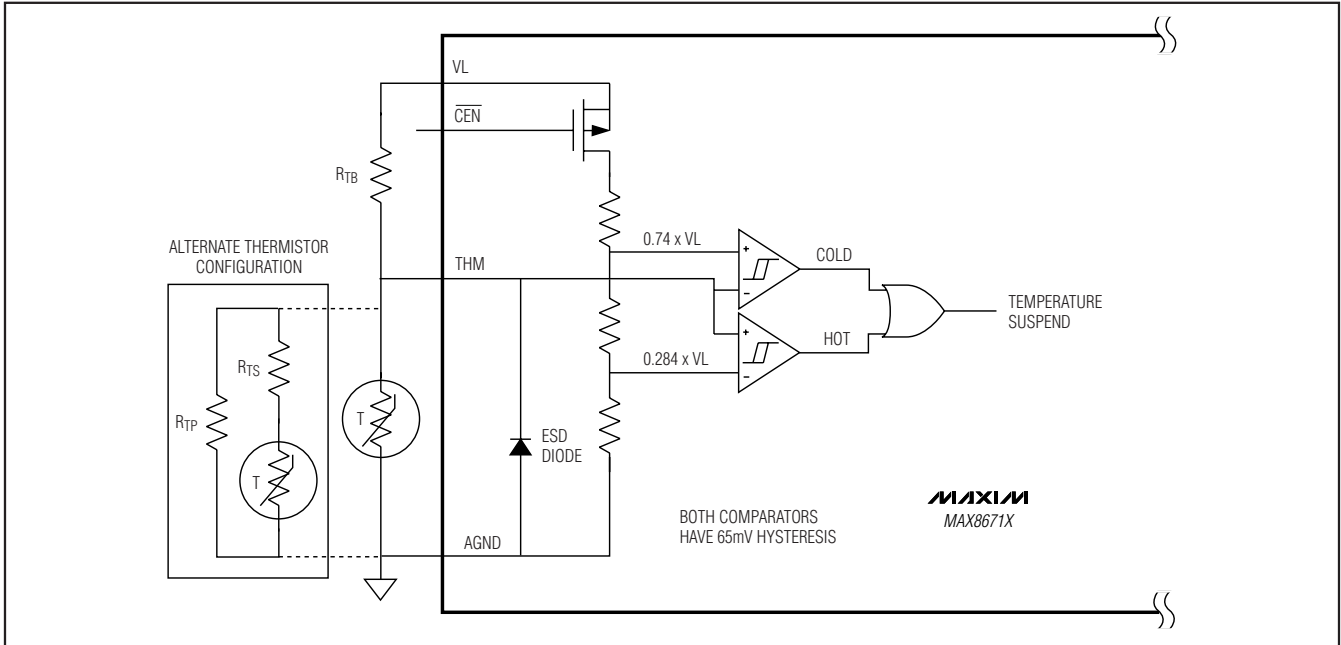 VL
CEN
RTB
ALTERNATE THERMISTOR
CONFIGURATION
0.74 x VL
+
-
COLD
THM
TEMPERATURE
SUSPEND
+
-
HOT
0.284 x VL
RTS
RTP
T
T
ESD
DIODE
BOTH COMPARATORS
HAVE 65mV HYSTERESIS
MAXIM
MAX8671X
AGND